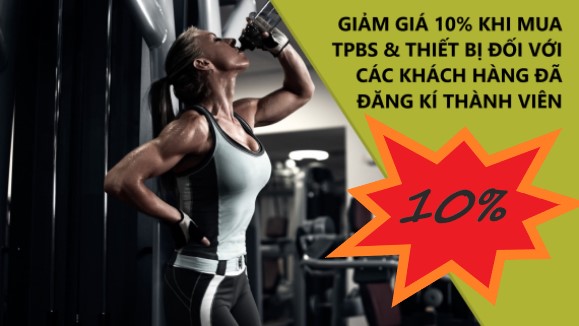 GIẢM GIÁ 10% KHI MUA
TPBS & THIẾT BỊ ĐỐI VỚI
CÁC KHÁCH HÀNG ĐÃ
ĐĂNG KÍ THÀNH VIÊN
10%